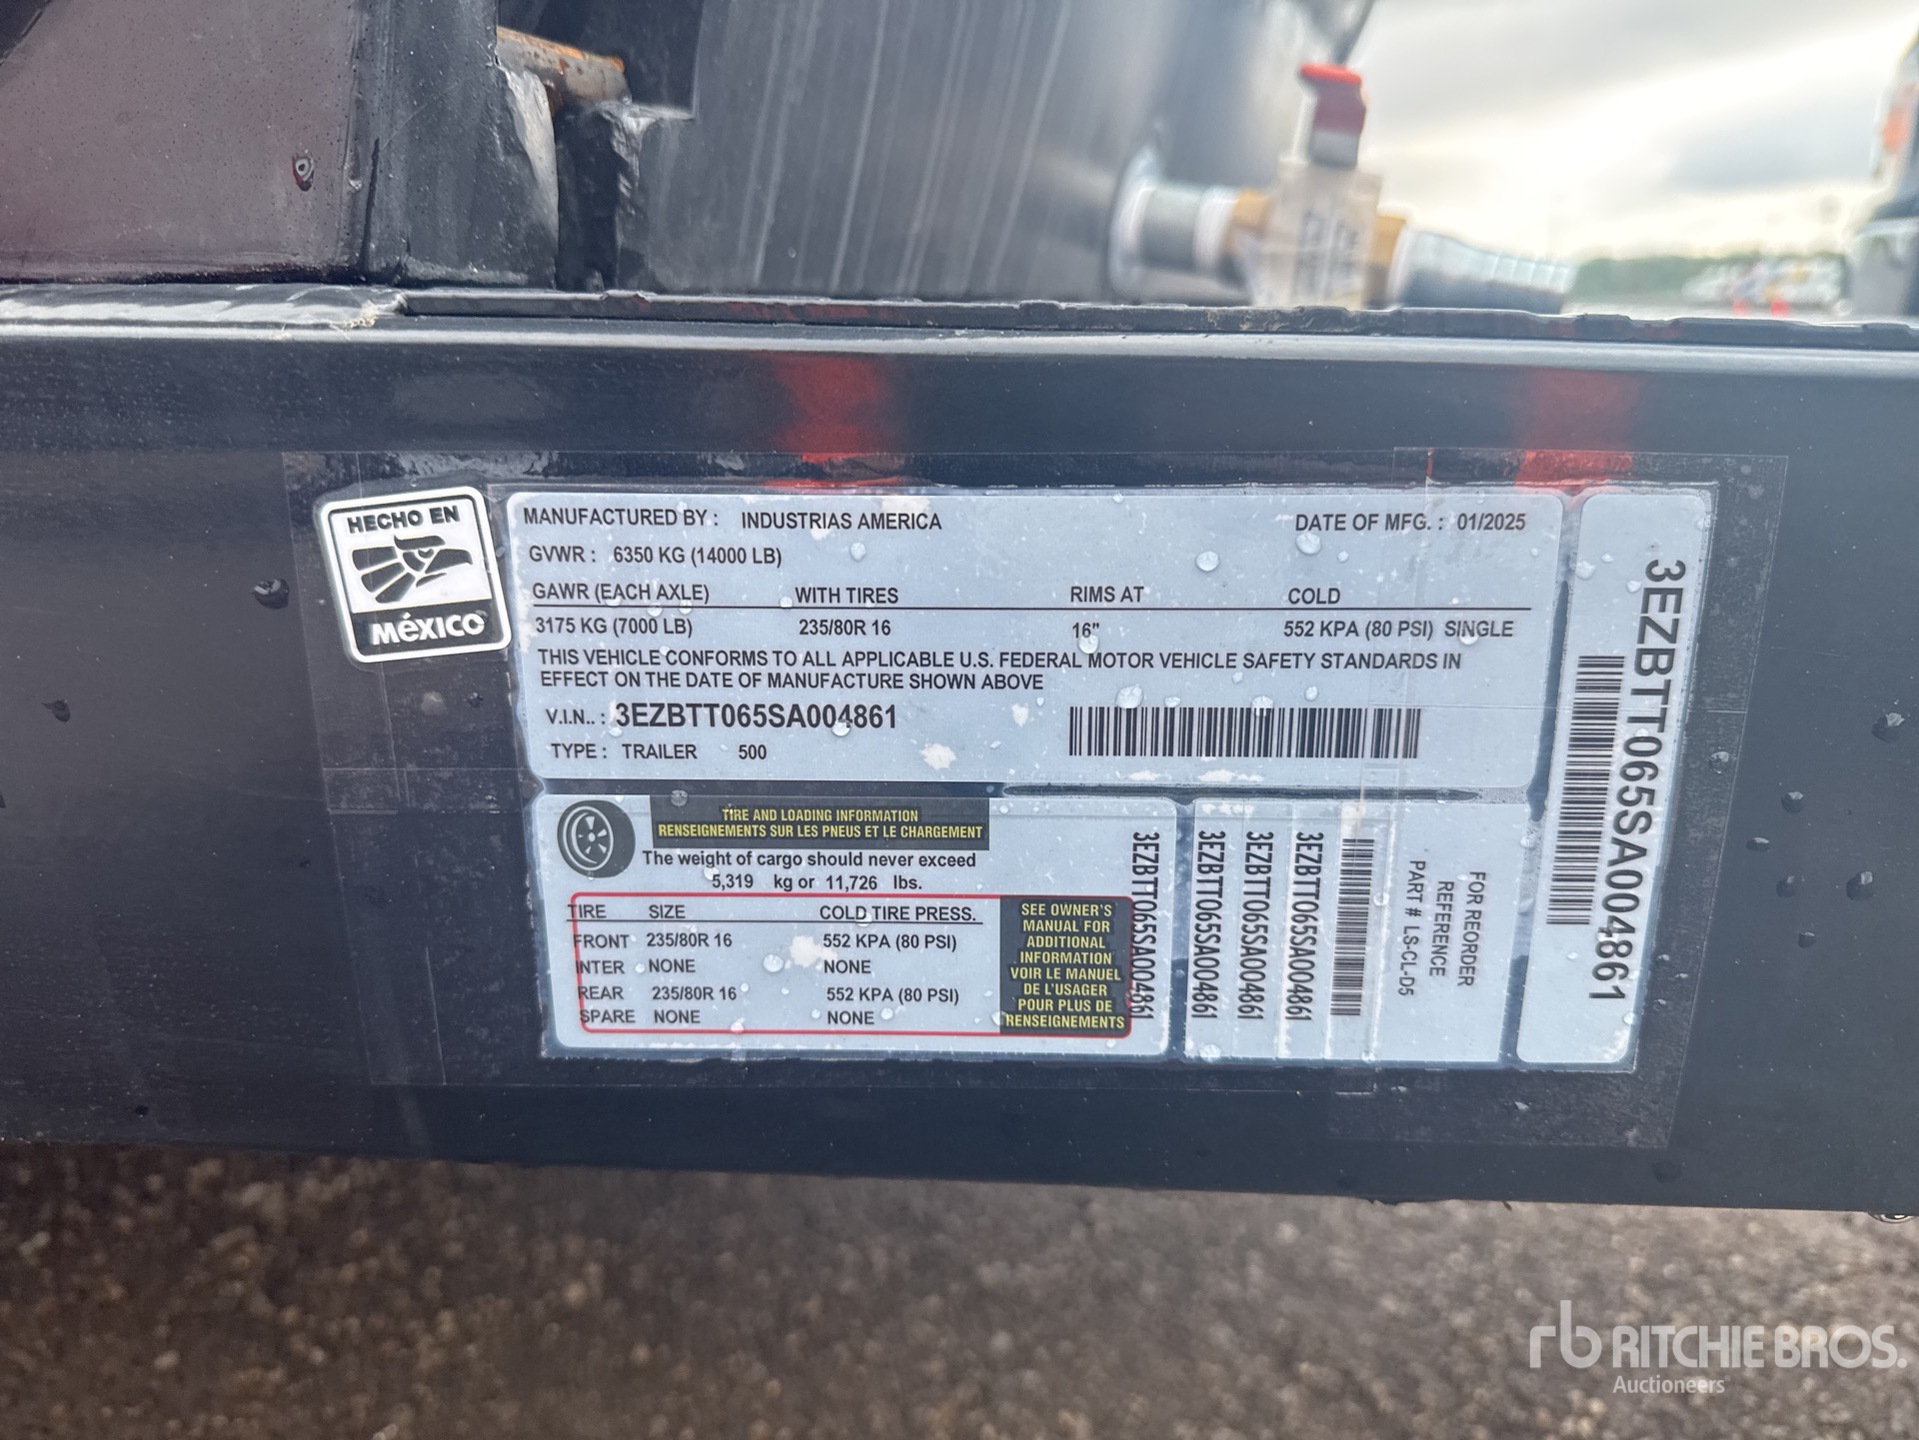 HECHO EN
MÉXICO
MANUFACTURED BY : INDUSTRIAS AMERICA DATE OF MFG. : 01/2025
GVWR : 6350 KG (14000 LB)
GAWR (EACH AXLE) WITH TIRES RIMS AT COLD
3175 KG (7000 LB) 235/80R 16 16" 552 KPA (80 PSI) SINGLE
THIS VEHICLE CONFORMS TO ALL APPLICABLE U.S. FEDERAL MOTOR VEHICLE SAFETY STANDARDS IN
EFFECT ON THE DATE OF MANUFACTURE SHOWN ABOVE
V.I.N.. : 3EZBTT065SA004861
TYPE : TRAILER 500
TIRE AND LOADING INFORMATION
RENSEIGNEMENTS SUR LES PNEUS ET LE CHARGEMENT
The weight of cargo should never exceed
5,319 kg or 11,726 lbs.
TIRE SIZE COLD TIRE PRESS.
FRONT 235/80R 16 552 KPA (80 PSI)
INTER NONE NONE
REAR 235/80R 16 552 KPA (80 PSI)
SPARE NONE NONE
SEE OWNER'S
MANUAL FOR
ADDITIONAL
INFORMATION
VOIR LE MANUEL
DE L'USAGER
POUR PLUS DE
RENSEIGNEMENTS
3EZBTT065SA004861
3EZBTT065SA004861
3EZBTT065SA004861
3EZBTT065SA004861
FOR REORDER
REFERENCE
PART # LS-CL-D5
3EZBTT065SA004861
rb RITCHIE BROS.
Auctioneers